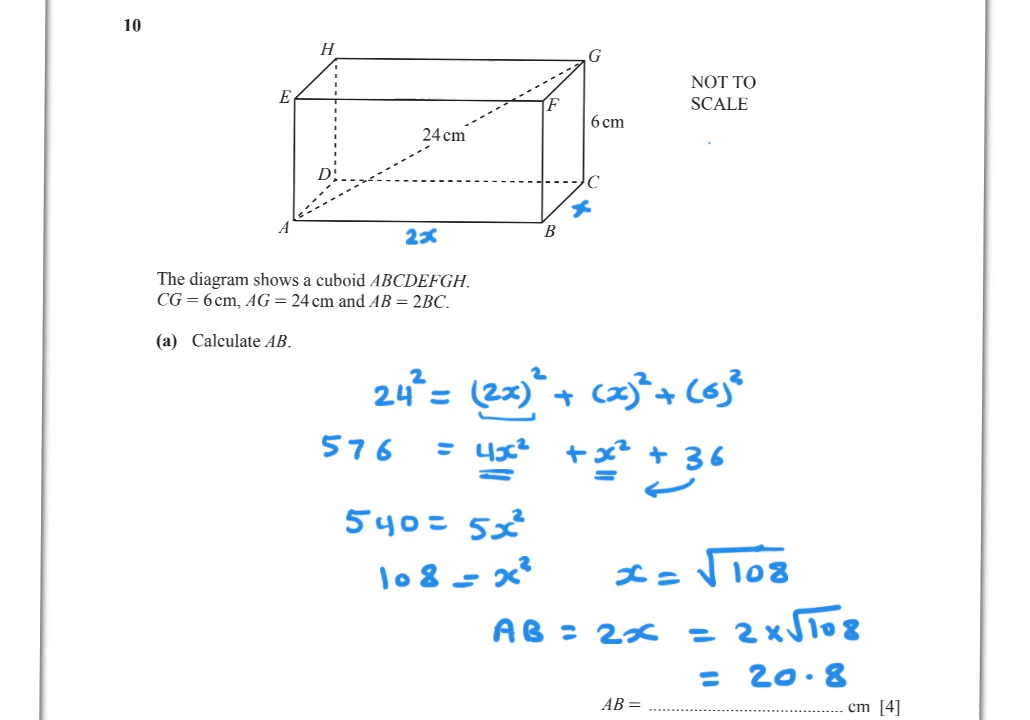 10
H
G
E
F
NOT TO
SCALE
6 cm
24 cm
D
C
x
A
B
2x
The diagram shows a cuboid ABCDEFGH.
CG = 6 cm, AG = 24 cm and AB = 2BC.
(a) Calculate AB.
24² = (2x)² + (x)² + (6)²
576 = 4x² + x² + 36
540 = 5x²
108 = x² x = √108
AB = 2x = 2×√108
= 20.8
AB = ........................................... cm [4]